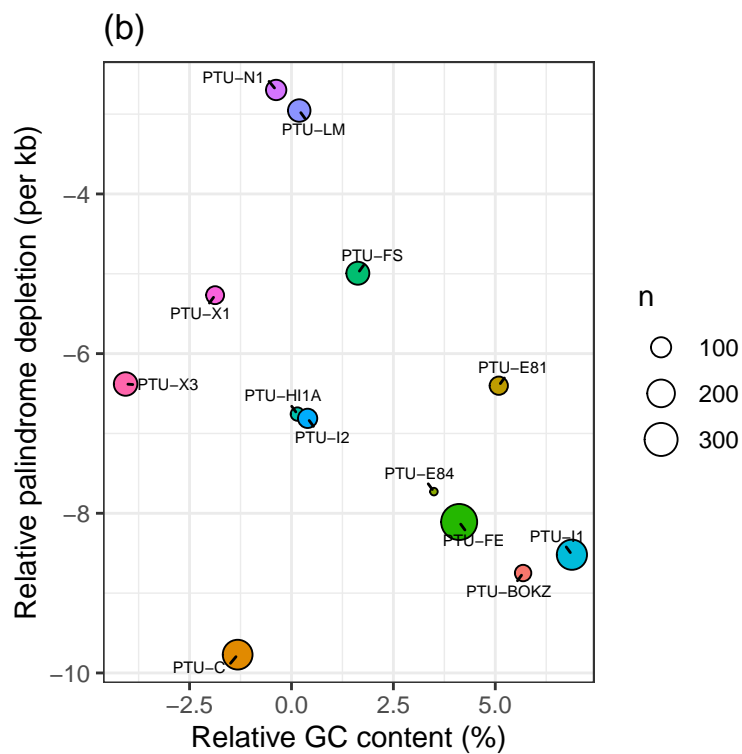 (b)
PTU−N1
PTU−LM
−4
PTU−FS
PTU−X1
−6
PTU−E81
PTU−X3
PTU−HI1A
PTU−I2
PTU−E84
−8
PTU−FE
PTU−I1
PTU−BOKZ
PTU−C
−10
−2.5 0.0 2.5 5.0
Relative GC content (%)
Relative palindrome depletion (per kb)
n
100
200
300